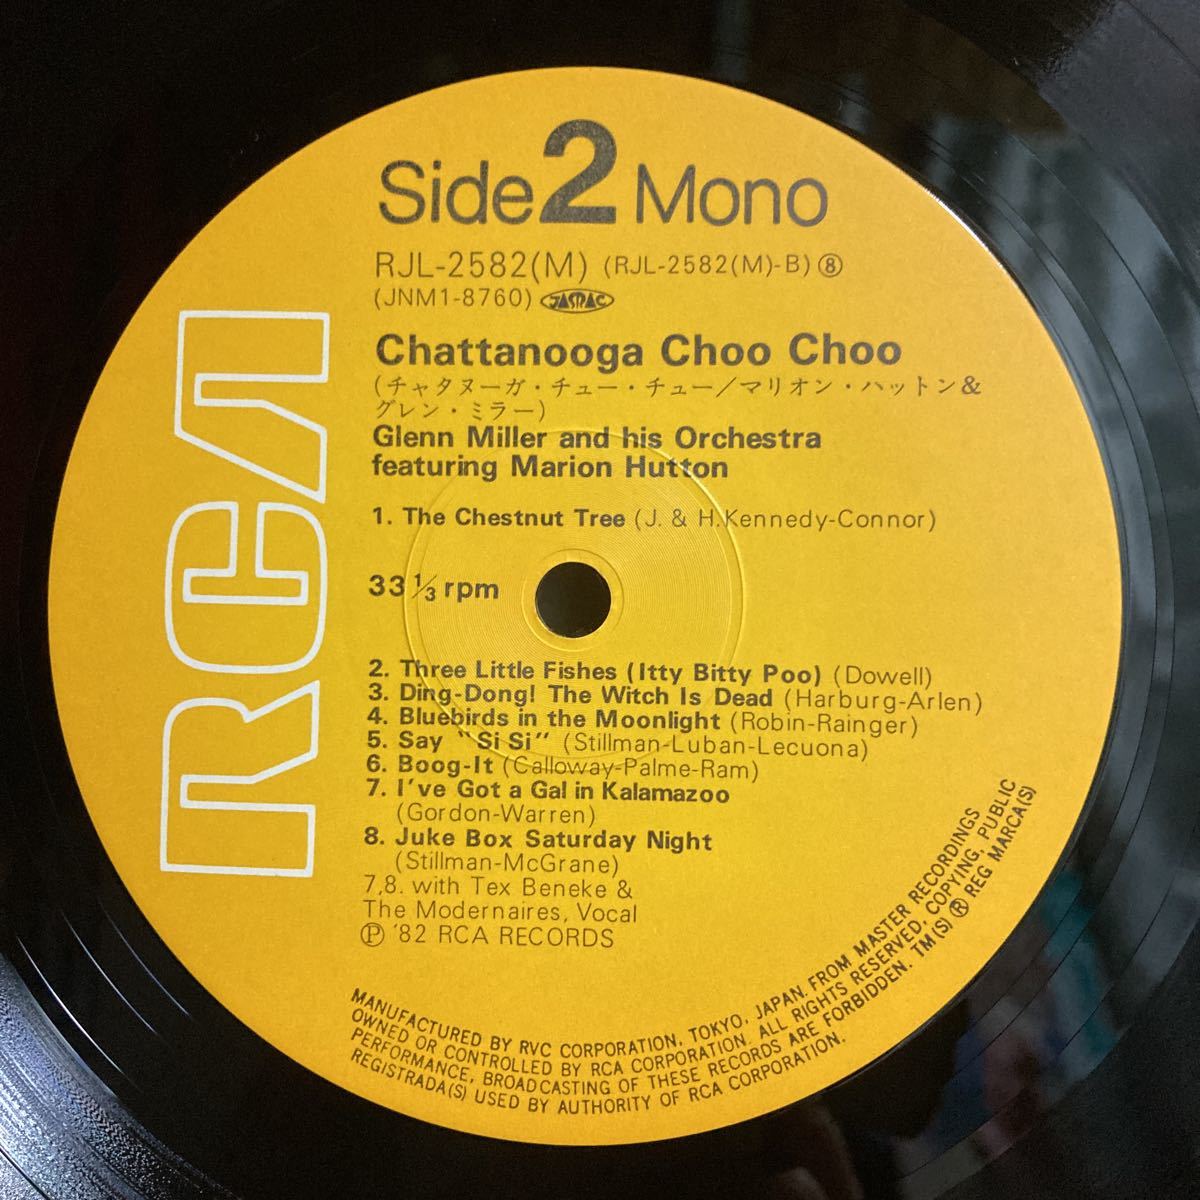 Side 2 Mono
RJL-2582(M) (RJL-2582(M)-B) ⑧
(JNM1-8760) JASRAC
Chattanooga Choo Choo
(チャタヌーガ・チュー・チュー/マリオン・ハットン&
グレン・ミラー)
Glenn Miller and his Orchestra
featuring Marion Hutton
1. The Chestnut Tree (J. & H.Kennedy-Connor)
33 1/3 rpm
2. Three Little Fishes (Itty Bitty Poo) (Dowell)
3. Ding-Dong! The Witch Is Dead (Harburg-Arlen)
4. Bluebirds in the Moonlight (Robin-Rainger)
5. Say "Si Si" (Stillman-Luban-Lecuona)
6. Boog-It (Calloway-Palme-Ram)
7. I've Got a Gal in Kalamazoo
(Gordon-Warren)
8. Juke Box Saturday Night
(Stillman-McGrane)
7,8. with Tex Beneke &
The Modernaires, Vocal
Ⓟ '82 RCA RECORDS
RCA
MANUFACTURED BY RVC CORPORATION, TOKYO, JAPAN. FROM MASTER RECORDINGS
OWNED OR CONTROLLED BY RCA CORPORATION. ALL RIGHTS RESERVED, COPYING, PUBLIC
PERFORMANCE, BROADCASTING OF THESE RECORDS ARE FORBIDDEN. TM(S) ® REG MARCA(S)
REGISTRADA(S) USED BY AUTHORITY OF RCA CORPORATION.